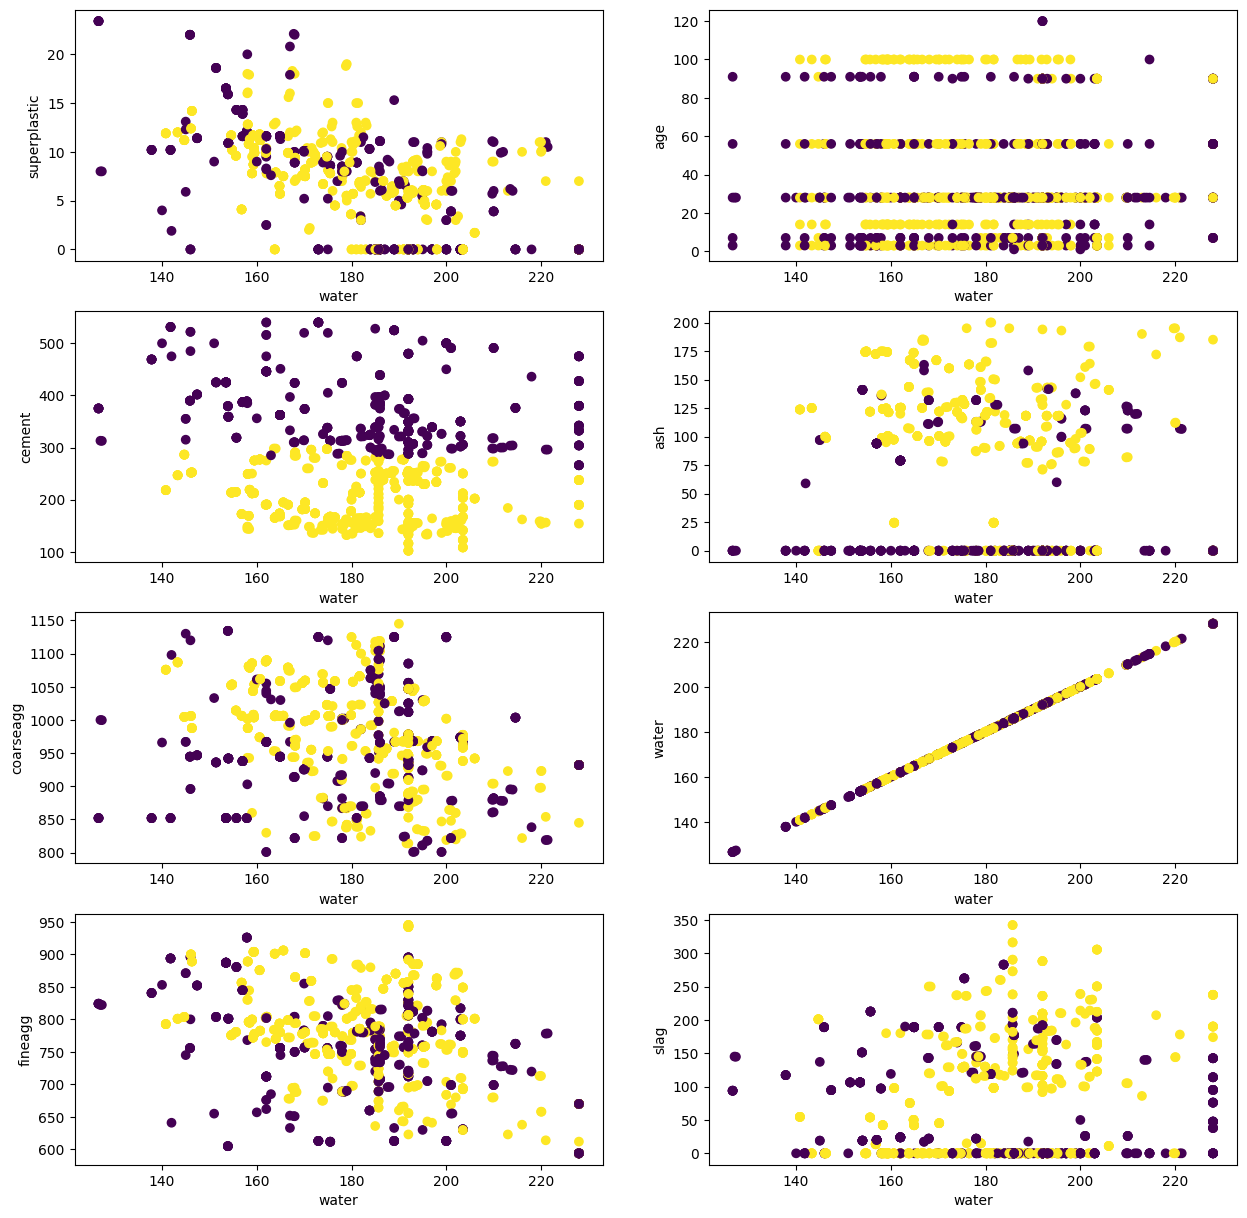 superplastic
20
15
10
5
0
140 160 180 200 220
water
age
120
100
80
60
40
20
0
140 160 180 200 220
water
cement
500
400
300
200
100
140 160 180 200 220
water
ash
200
175
150
125
100
75
50
25
0
140 160 180 200 220
water
coarseagg
1150
1100
1050
1000
950
900
850
800
140 160 180 200 220
water
water
220
200
180
160
140
140 160 180 200 220
water
fineagg
950
900
850
800
750
700
650
600
140 160 180 200 220
water
slag
350
300
250
200
150
100
50
0
140 160 180 200 220
water